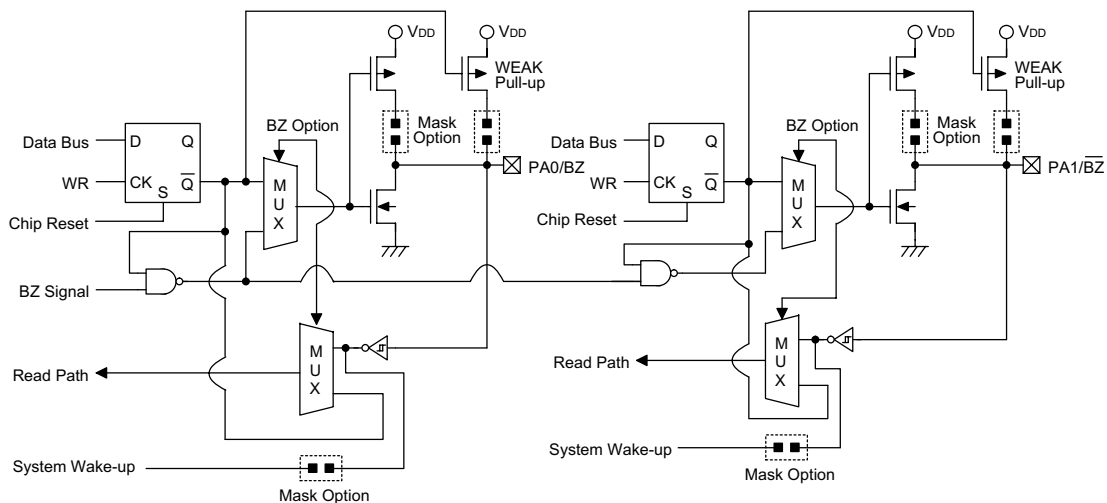 VDD
VDD
WEAK
Pull-up
Mask
Option
BZ Option
Data Bus
D
Q
WR
CK
Q̅
S
Chip Reset
M
U
X
PA0/BZ
BZ Signal
M
U
X
Read Path
System Wake-up
Mask Option
VDD
VDD
WEAK
Pull-up
Mask
Option
BZ Option
Data Bus
D
Q
WR
CK
Q̅
S
Chip Reset
M
U
X
PA1/B̅Z̅
M
U
X
Read Path
System Wake-up
Mask Option